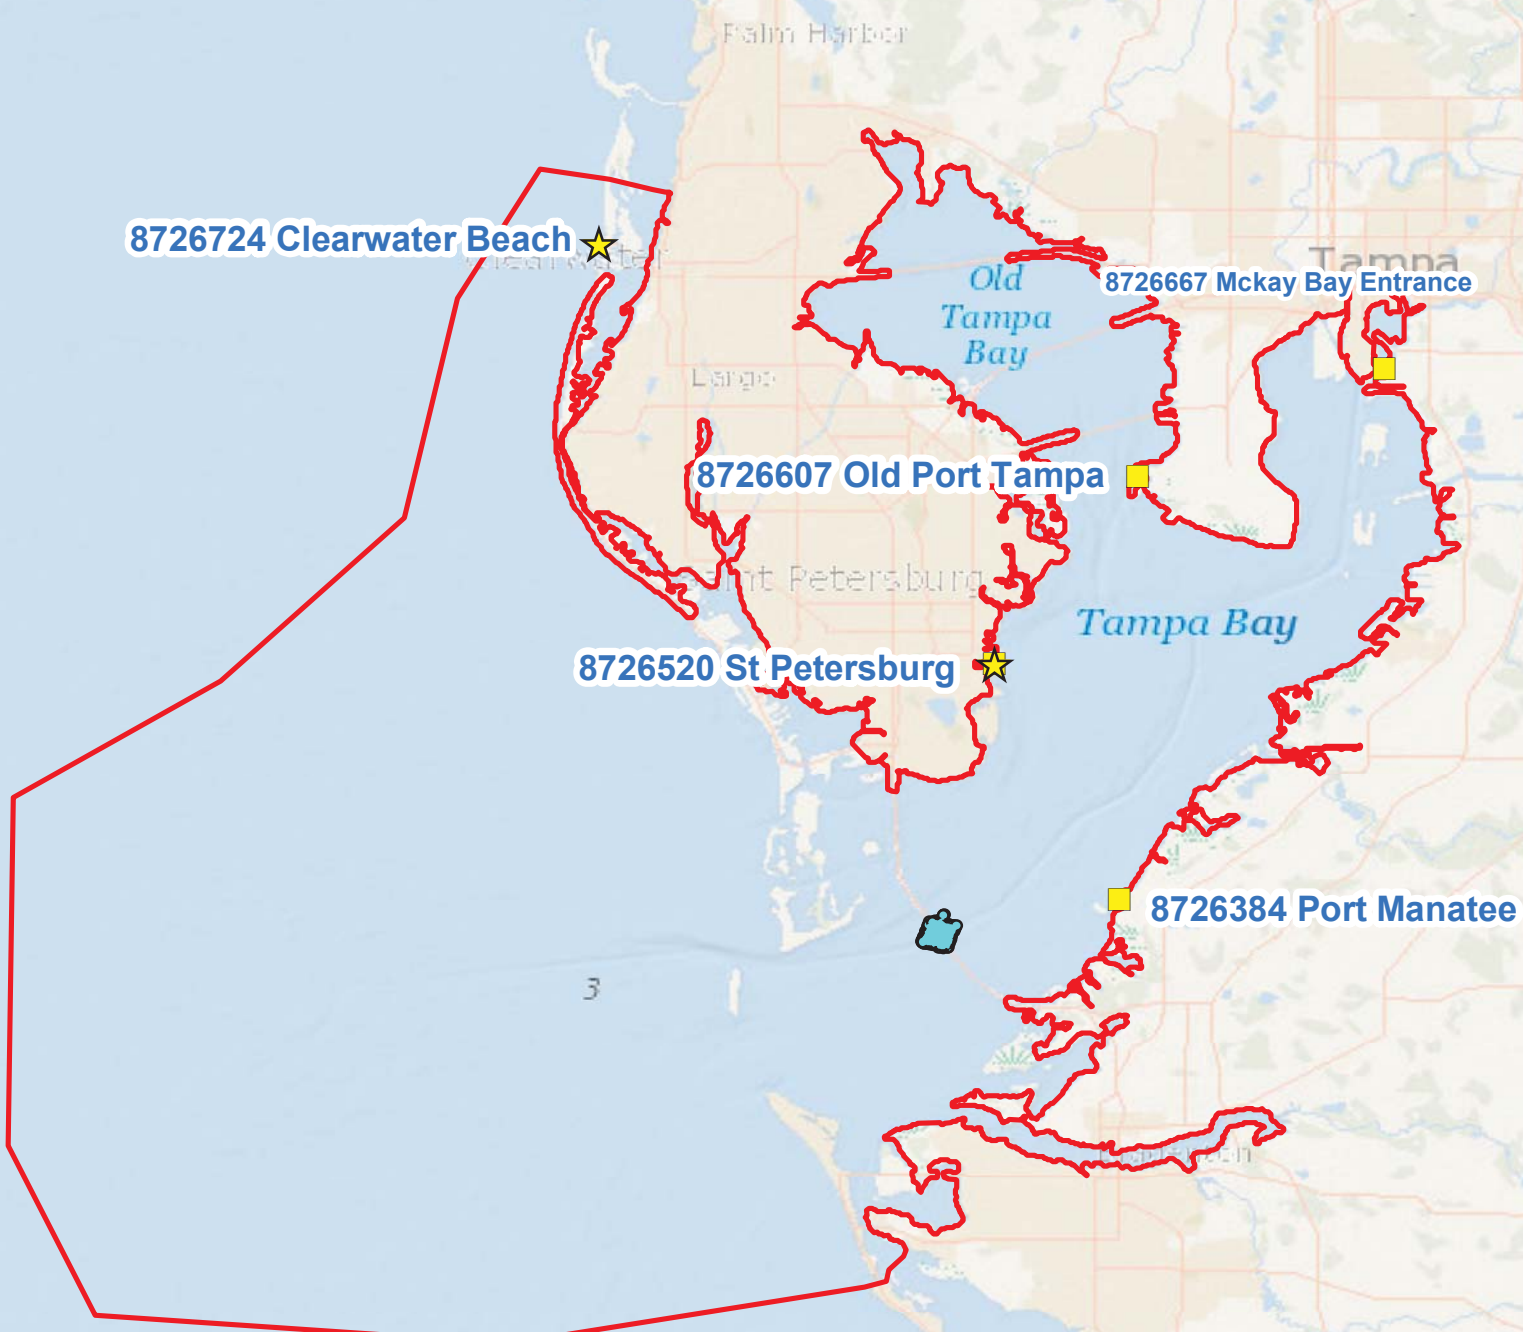 Palm Harbor
8726724 Clearwater Beach
Clearwater
Old
Tampa
Bay
Tampa
8726667 Mckay Bay Entrance
Largo
8726607 Old Port Tampa
Saint Petersburg
Tampa Bay
8726520 St Petersburg
8726384 Port Manatee
3
Bradenton